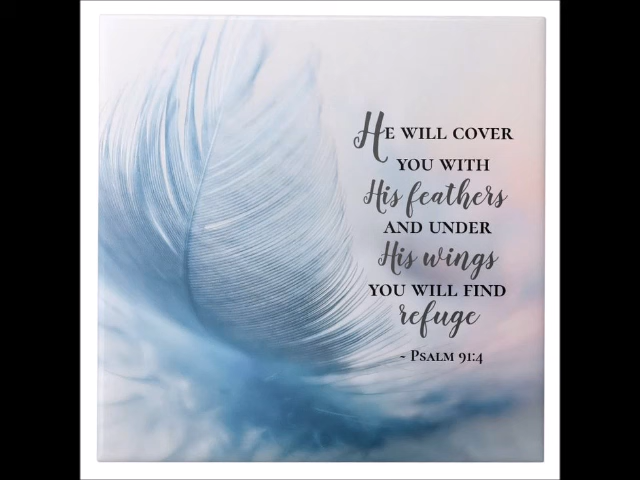 He will cover
you with
His feathers
and under
His wings
you will find
refuge
~ Psalm 91:4